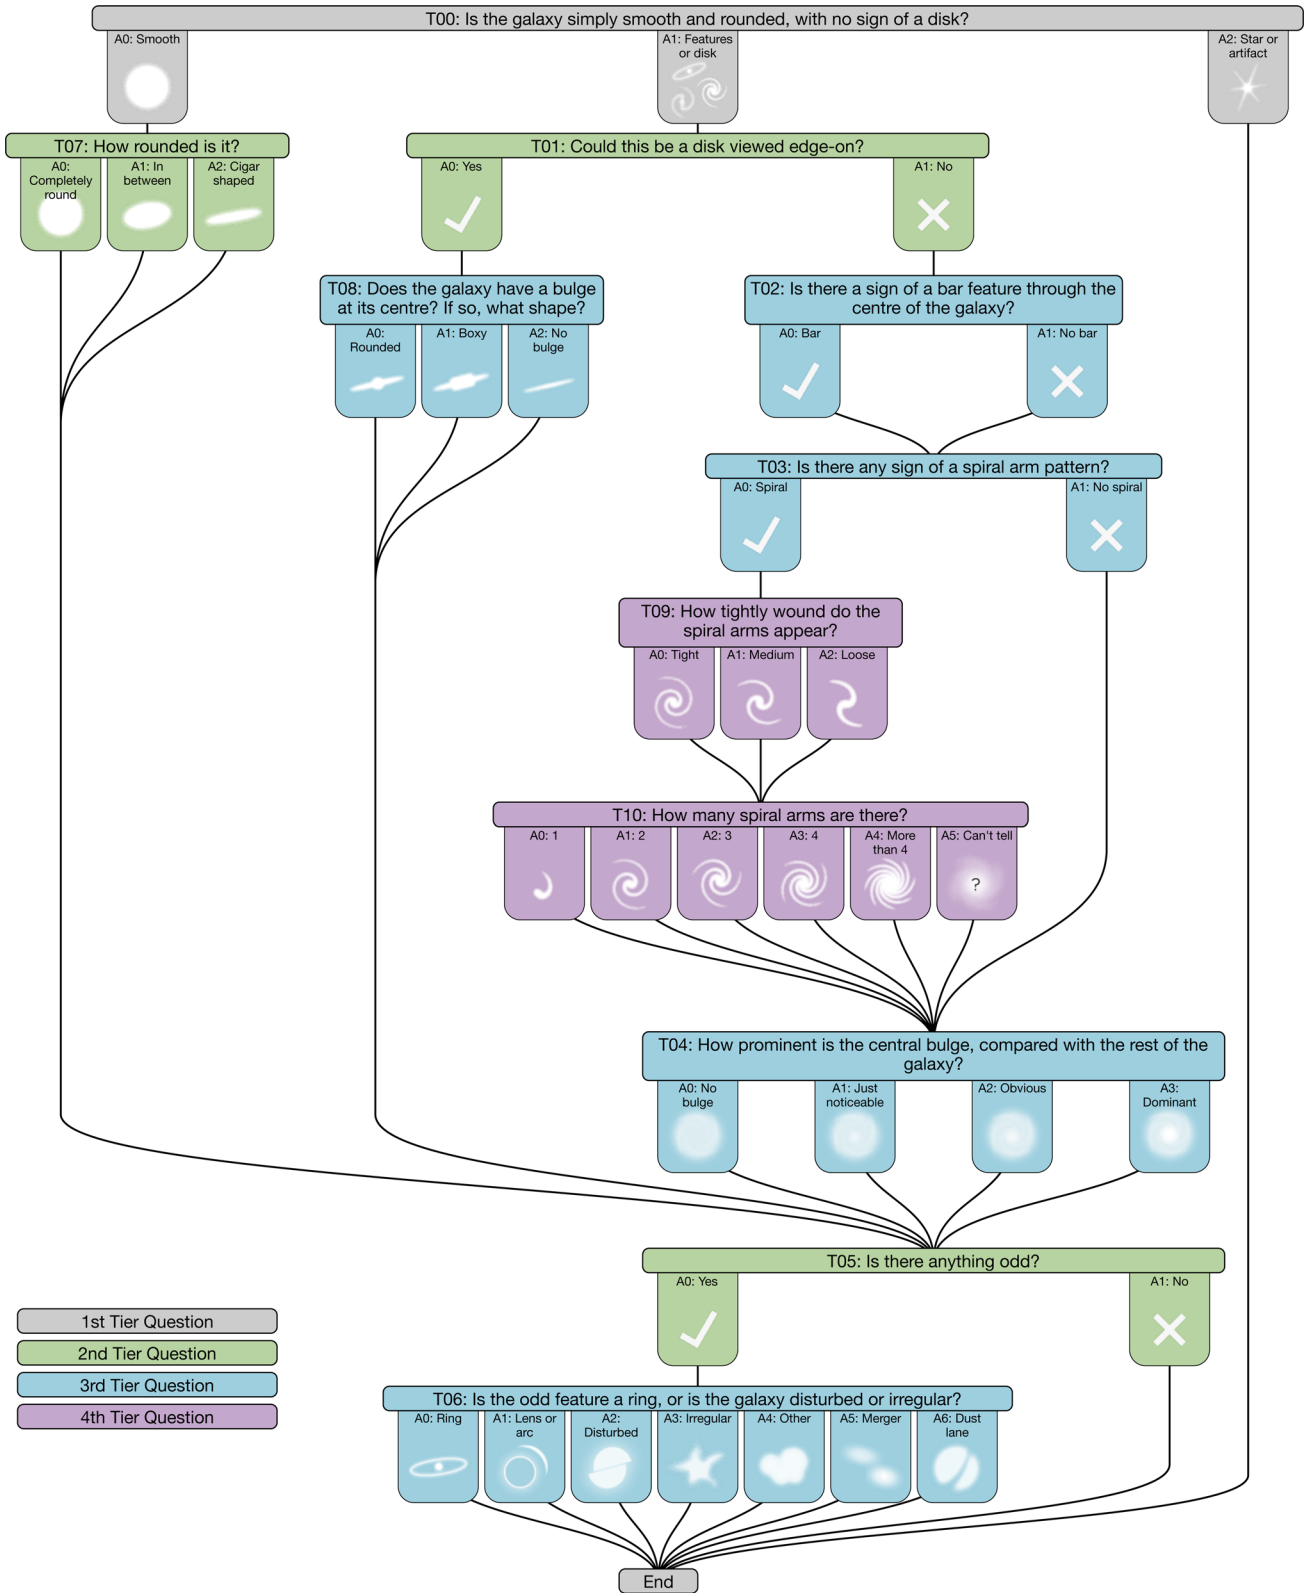 T00: Is the galaxy simply smooth and rounded, with no sign of a disk?
A0: Smooth
A1: Features
or disk
A2: Star or
artifact
T07: How rounded is it?
A0:
Completely
round
A1: In
between
A2: Cigar
shaped
T01: Could this be a disk viewed edge-on?
A0: Yes
A1: No
T08: Does the galaxy have a bulge
at its centre? If so, what shape?
A0:
Rounded
A1: Boxy
A2: No
bulge
T02: Is there a sign of a bar feature through the
centre of the galaxy?
A0: Bar
A1: No bar
T03: Is there any sign of a spiral arm pattern?
A0: Spiral
A1: No spiral
T09: How tightly wound do the
spiral arms appear?
A0: Tight
A1: Medium
A2: Loose
T10: How many spiral arms are there?
A0: 1
A1: 2
A2: 3
A3: 4
A4: More
than 4
A5: Can't tell
?
T04: How prominent is the central bulge, compared with the rest of the
galaxy?
A0: No
bulge
A1: Just
noticeable
A2: Obvious
A3:
Dominant
T05: Is there anything odd?
A0: Yes
A1: No
1st Tier Question
2nd Tier Question
3rd Tier Question
4th Tier Question
T06: Is the odd feature a ring, or is the galaxy disturbed or irregular?
A0: Ring
A1: Lens or
arc
A2:
Disturbed
A3: Irregular
A4: Other
A5: Merger
A6: Dust
lane
End